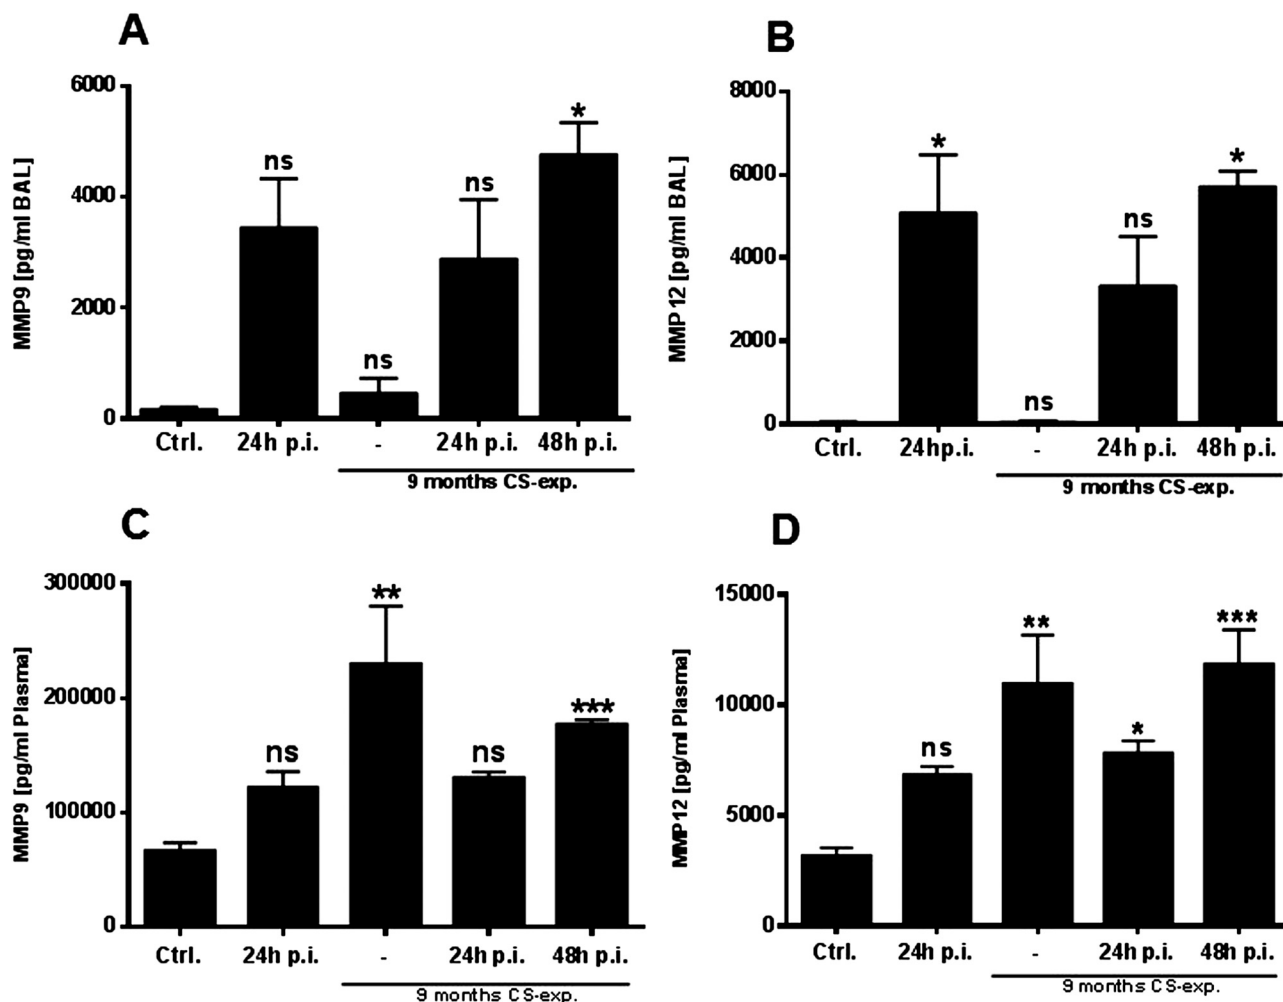 A
MMP9 [pg/ml BAL]
6000
4000
2000
0
ns
ns
ns
*
Ctrl.
24h p.i.
-
24h p.i.
48h p.i.
9 months CS-exp.
B
MMP12 [pg/ml BAL]
8000
6000
4000
2000
0
*
ns
ns
*
Ctrl.
24hp.i.
-
24h p.i.
48h p.i.
9 months CS-exp.
C
MMP9 [pg/ml Plasma]
300000
200000
100000
0
ns
**
ns
***
Ctrl.
24h p.i.
-
24h p.i.
48h p.i.
9 months CS-exp.
D
MMP12 [pg/ml Plasma]
15000
10000
5000
0
ns
**
*
***
Ctrl.
24h p.i.
-
24h p.i.
48h p.i.
9 months CS-exp.